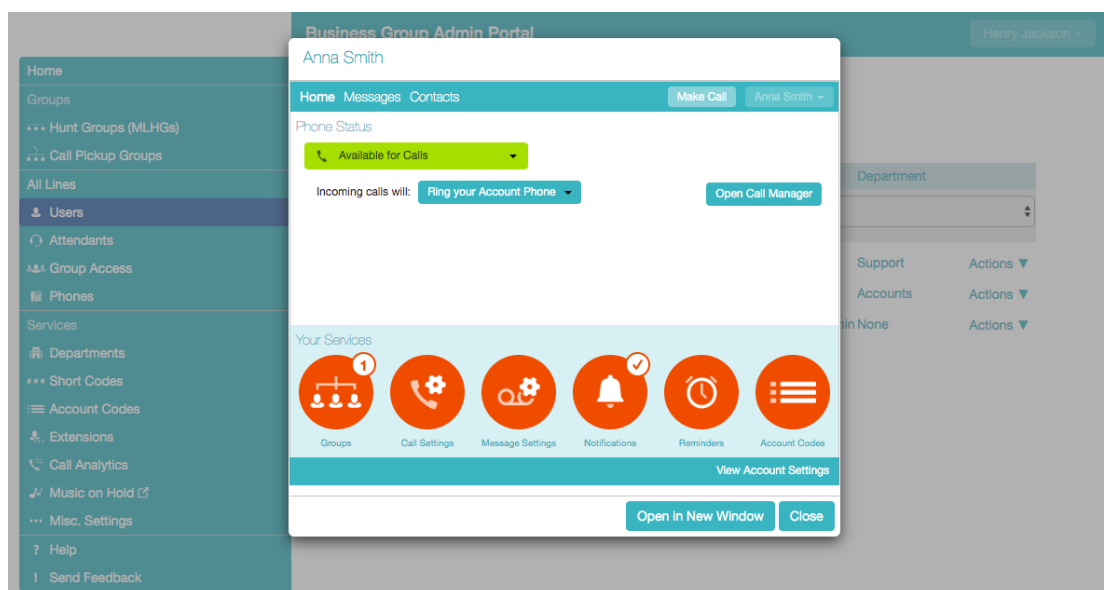 Business Group Admin Portal
Henry Jackson
Home
Groups
Hunt Groups (MLHGs)
Call Pickup Groups
All Lines
Users
Attendants
Group Access
Phones
Services
Departments
### Short Codes
Account Codes
Extensions
Call Analytics
Music on Hold
Misc. Settings
? Help
! Send Feedback
Anna Smith
Home Messages Contacts
Make Call
Anna Smith
Phone Status
Available for Calls
Incoming calls will: Ring your Account Phone
Open Call Manager
Your Services
1
Groups
Call Settings
Message Settings
Notifications
Reminders
Account Codes
View Account Settings
Open in New Window
Close
Department
Support Actions ▼
Accounts Actions ▼
None Actions ▼